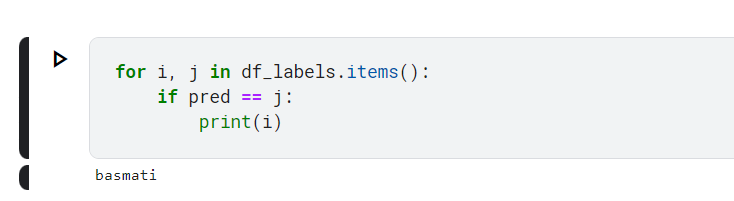 for i, j in df_labels.items():
    if pred == j:
        print(i)
basmati